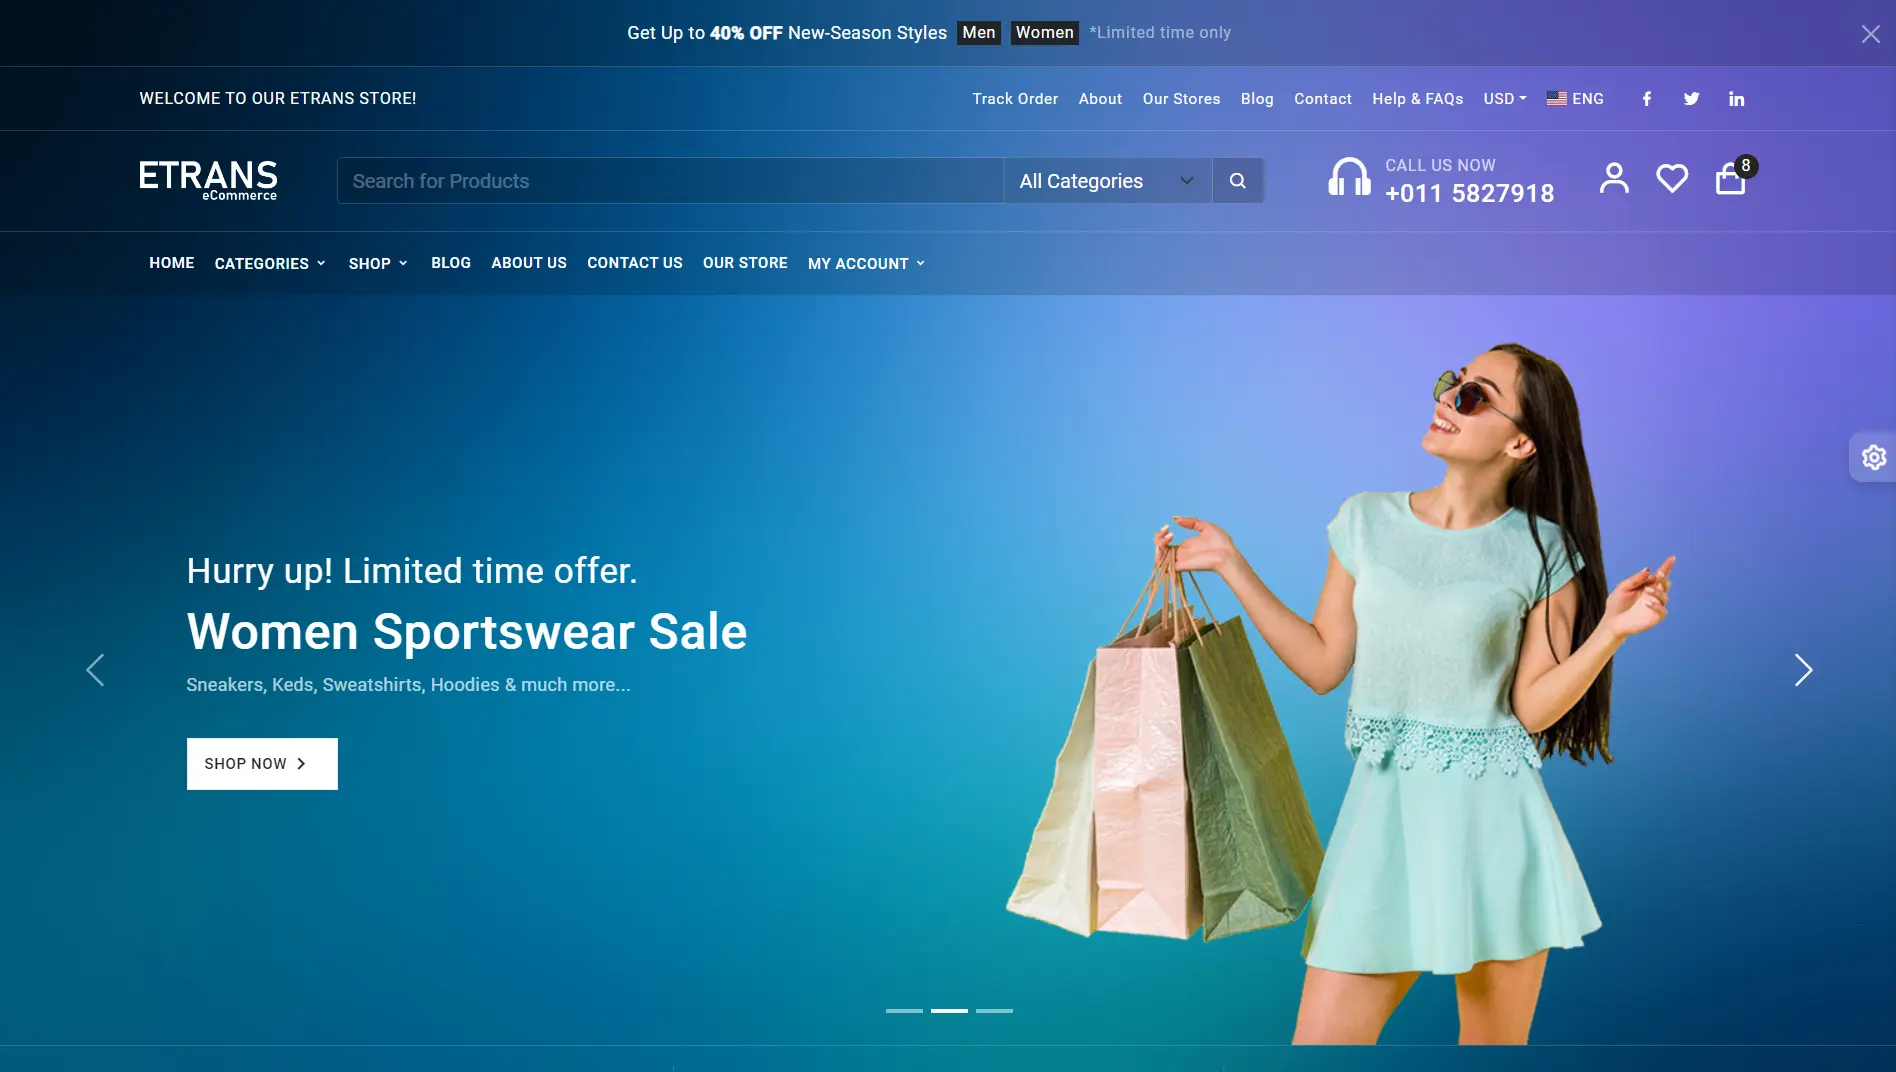 Get Up to 40% OFF New-Season Styles Men Women *Limited time only
WELCOME TO OUR ETRANS STORE!
Track Order About Our Stores Blog Contact Help & FAQs USD ENG
ETRANS
eCommerce
Search for Products
All Categories
CALL US NOW
+011 5827918
8
HOME CATEGORIES SHOP BLOG ABOUT US CONTACT US OUR STORE MY ACCOUNT
Hurry up! Limited time offer.
Women Sportswear Sale
Sneakers, Keds, Sweatshirts, Hoodies & much more...
SHOP NOW